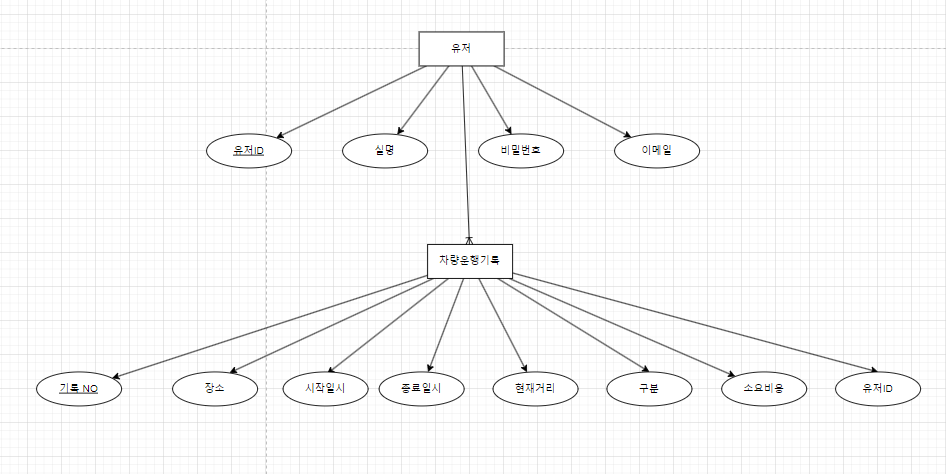 유저
유저ID
실명
비밀번호
이메일
차량운행기록
기록 NO
장소
시작일시
종료일시
현재거리
구분
소요비용
유저ID